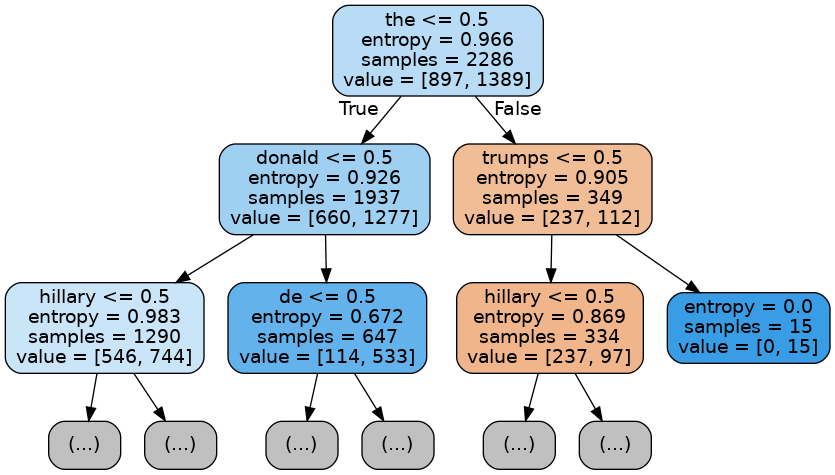 the <= 0.5
entropy = 0.966
samples = 2286
value = [897, 1389]
True
False
donald <= 0.5
entropy = 0.926
samples = 1937
value = [660, 1277]
trumps <= 0.5
entropy = 0.905
samples = 349
value = [237, 112]
hillary <= 0.5
entropy = 0.983
samples = 1290
value = [546, 744]
de <= 0.5
entropy = 0.672
samples = 647
value = [114, 533]
hillary <= 0.5
entropy = 0.869
samples = 334
value = [237, 97]
entropy = 0.0
samples = 15
value = [0, 15]
(...)
(...)
(...)
(...)
(...)
(...)